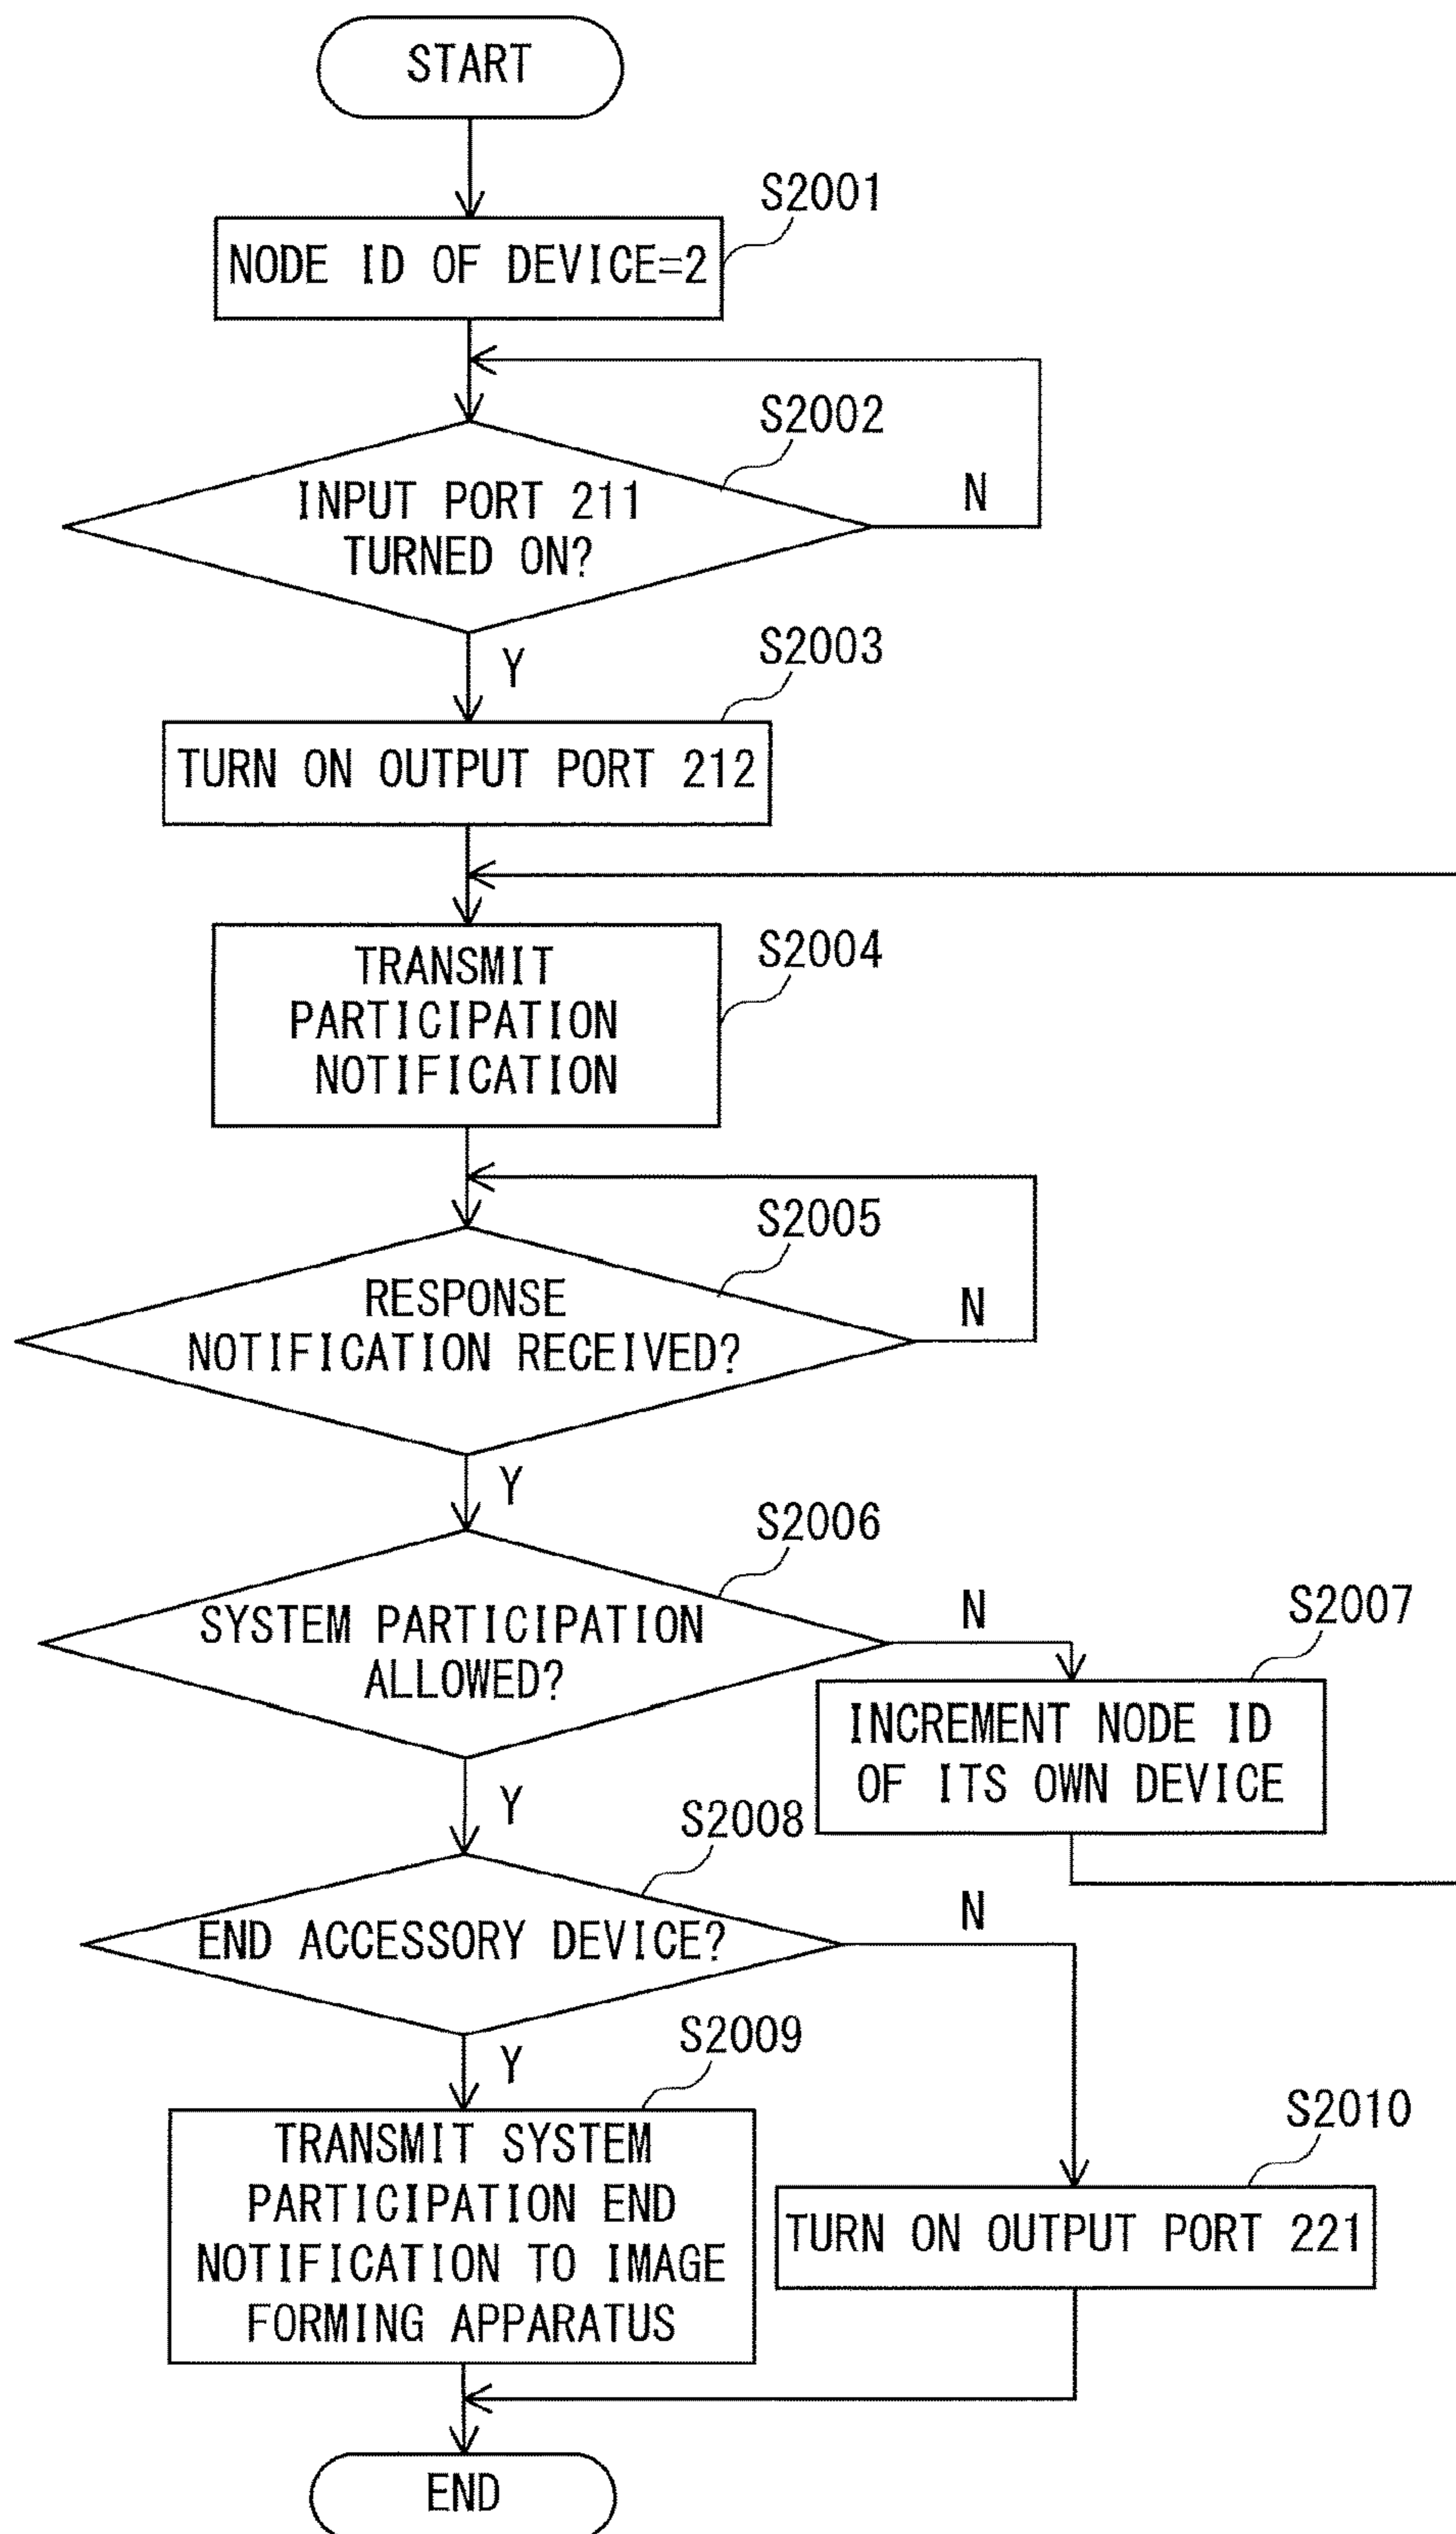 START
S2001
NODE ID OF DEVICE=2
S2002
INPUT PORT 211
TURNED ON?
N
Y
S2003
TURN ON OUTPUT PORT 212
S2004
TRANSMIT
PARTICIPATION
NOTIFICATION
S2005
RESPONSE
NOTIFICATION RECEIVED?
N
Y
S2006
SYSTEM PARTICIPATION
ALLOWED?
N
S2007
INCREMENT NODE ID
OF ITS OWN DEVICE
Y
S2008
END ACCESSORY DEVICE?
N
Y
S2009
TRANSMIT SYSTEM
PARTICIPATION END
NOTIFICATION TO IMAGE
FORMING APPARATUS
S2010
TURN ON OUTPUT PORT 221
END